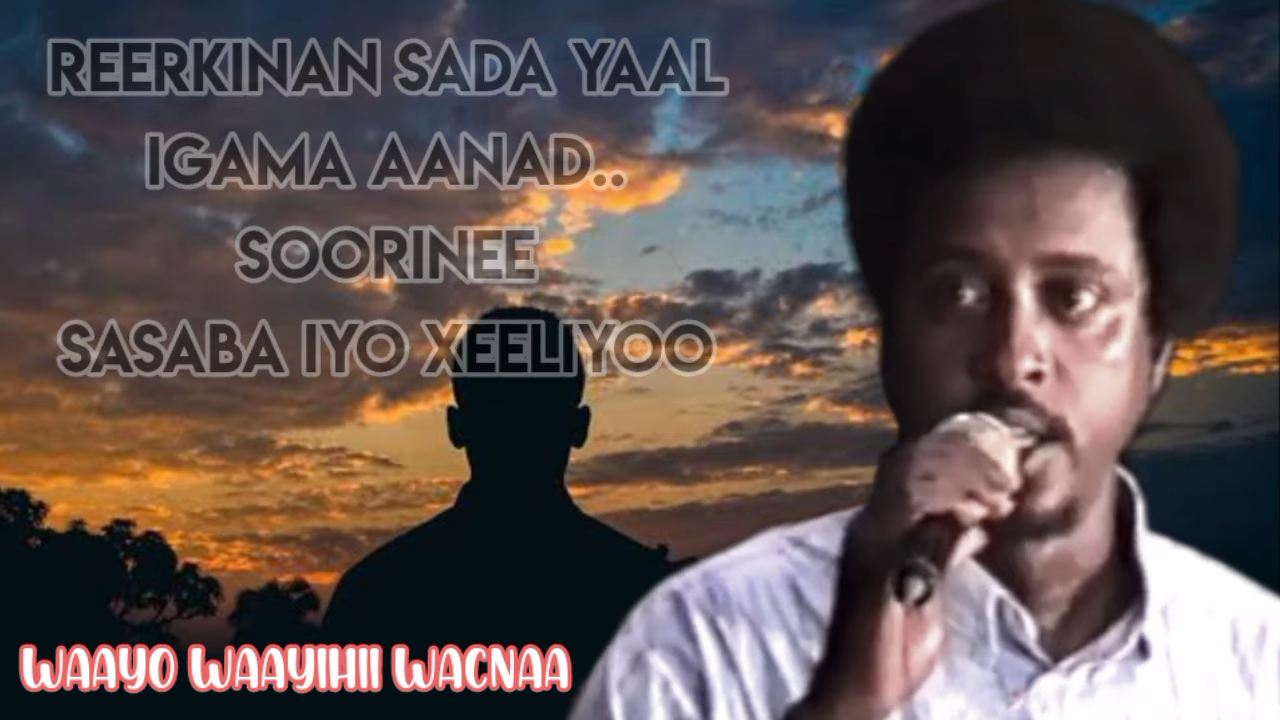 REERKINAN SADA YAAL
IGAMA AANAD..
SOORINEE
SASABA IYO XEELIYOO
WAAYO WAAYIHII WACNAA